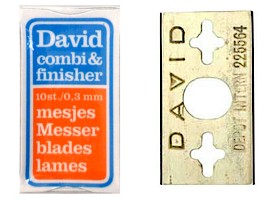 David
combi &
finisher
10st./0,3 mm
mesjes
Messer
blades
lames
DAVID
DEPOT INTERN 225564